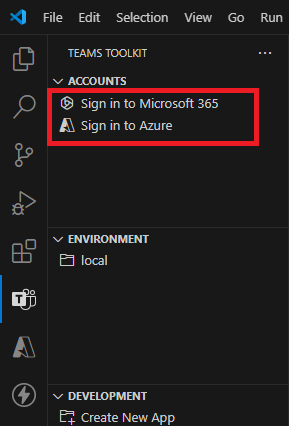 File Edit Selection View Go Run
TEAMS TOOLKIT
ACCOUNTS
Sign in to Microsoft 365
Sign in to Azure
ENVIRONMENT
local
DEVELOPMENT
Create New App